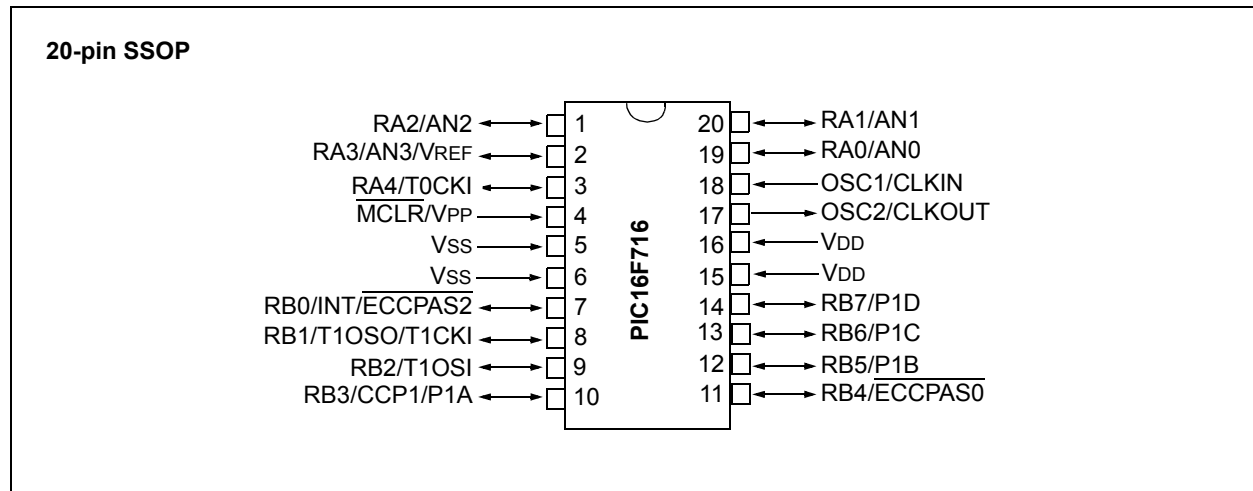 20-pin SSOP
RA2/AN2
RA3/AN3/VREF
RA4/T0CKI
MCLR/VPP
VSS
VSS
RB0/INT/ECCPAS2
RB1/T1OSO/T1CKI
RB2/T1OSI
RB3/CCP1/P1A
1
2
3
4
5
6
7
8
9
10
PIC16F716
20
19
18
17
16
15
14
13
12
11
RA1/AN1
RA0/AN0
OSC1/CLKIN
OSC2/CLKOUT
VDD
VDD
RB7/P1D
RB6/P1C
RB5/P1B
RB4/ECCPAS0